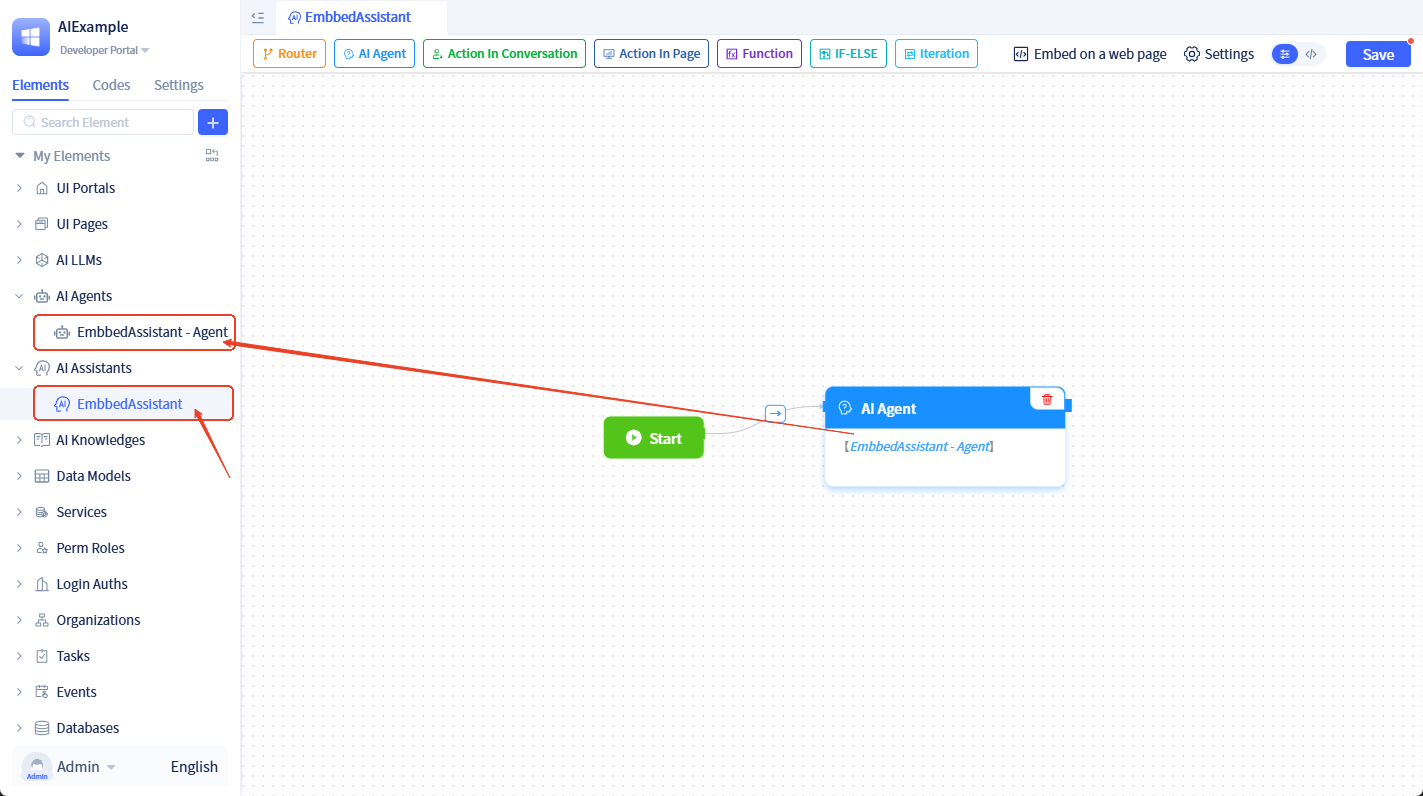 AIExample
Developer Portal
Elements Codes Settings
Search Element
My Elements
UI Portals
UI Pages
AI LLMs
AI Agents
EmbbedAssistant - Agent
AI Assistants
EmbbedAssistant
AI Knowledges
Data Models
Services
Perm Roles
Login Auths
Organizations
Tasks
Events
Databases
Admin
Admin English
EmbbedAssistant
Router AI Agent Action In Conversation Action In Page Function IF-ELSE Iteration Embed on a web page Settings Save
Start
AI Agent
【EmbbedAssistant - Agent】